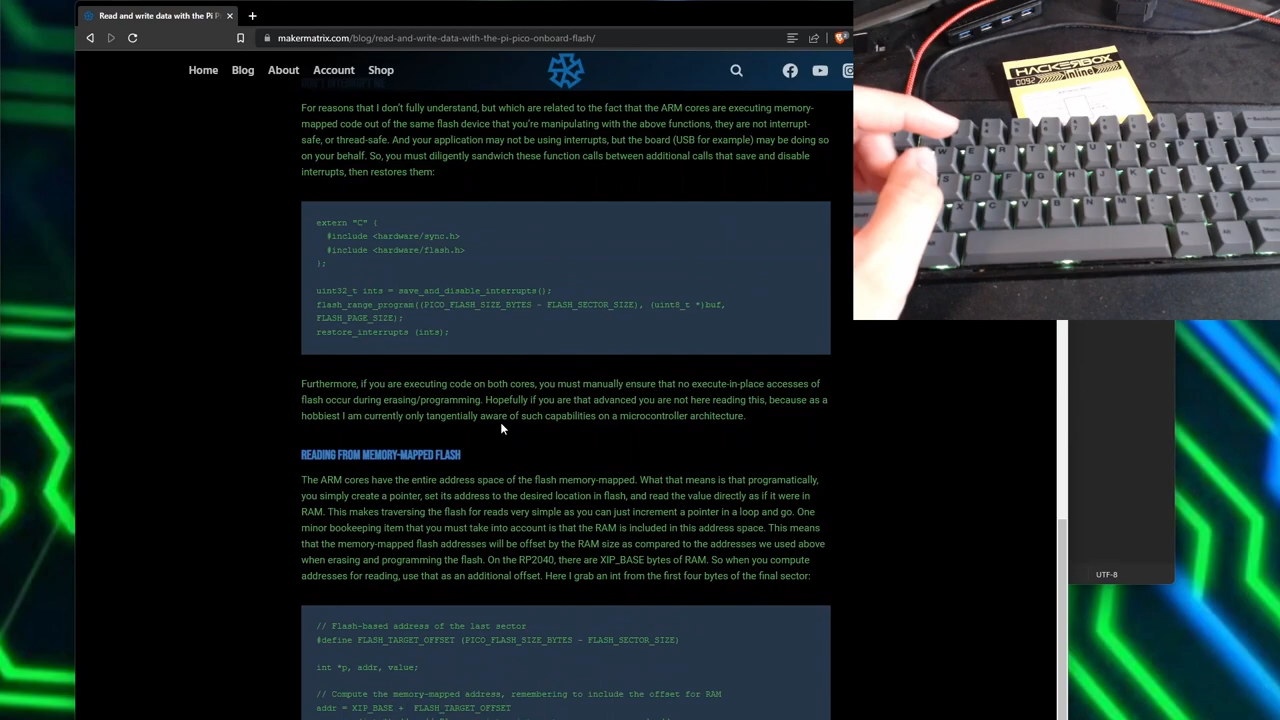 Read and write data with the Pi P
makermatrix.com/blog/read-and-write-data-with-the-pi-pico-onboard-flash/
Home Blog About Account Shop
For reasons that I don't fully understand, but which are related to the fact that the ARM cores are executing memory-
mapped code out of the same flash device that you're manipulating with the above functions, they are not interrupt-
safe, or thread-safe. And your application may not be using interrupts, but the board (USB for example) may be doing so
on your behalf. So, you must diligently sandwich these function calls between additional calls that save and disable
interrupts, then restores them:
extern "C" {
#include <hardware/sync.h>
#include <hardware/flash.h>
};
uint32_t ints = save_and_disable_interrupts();
flash_range_program((PICO_FLASH_SIZE_BYTES - FLASH_SECTOR_SIZE), (uint8_t *)buf,
FLASH_PAGE_SIZE);
restore_interrupts (ints);
Furthermore, if you are executing code on both cores, you must manually ensure that no execute-in-place accesses of
flash occur during erasing/programming. Hopefully if you are that advanced you are not here reading this, because as a
hobbiest I am currently only tangentially aware of such capabilities on a microcontroller architecture.
READING FROM MEMORY-MAPPED FLASH
The ARM cores have the entire address space of the flash memory-mapped. What that means is that programatically,
you simply create a pointer, set its address to the desired location in flash, and read the value directly as if it were in
RAM. This makes traversing the flash for reads very simple as you can just increment a pointer in a loop and go. One
minor bookeeping item that you must take into account is that the RAM is included in this address space. This means
that the memory-mapped flash addresses will be offset by the RAM size as compared to the addresses we used above
when erasing and programming the flash. On the RP2040, there are XIP_BASE bytes of RAM. So when you compute
addresses for reading, use that as an additional offset. Here I grab an int from the first four bytes of the final sector:
// Flash-based address of the last sector
#define FLASH_TARGET_OFFSET (PICO_FLASH_SIZE_BYTES - FLASH_SECTOR_SIZE)
int *p, addr, value;
// Compute the memory-mapped address, remembering to include the offset for RAM
addr = XIP_BASE + FLASH_TARGET_OFFSET
HACKERBOX
0092 inline
W E R T Y U I O P
S D F G H J K L
X C V B N M
UTF-8